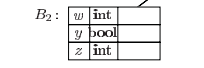 B₂: w int
y bool
z int